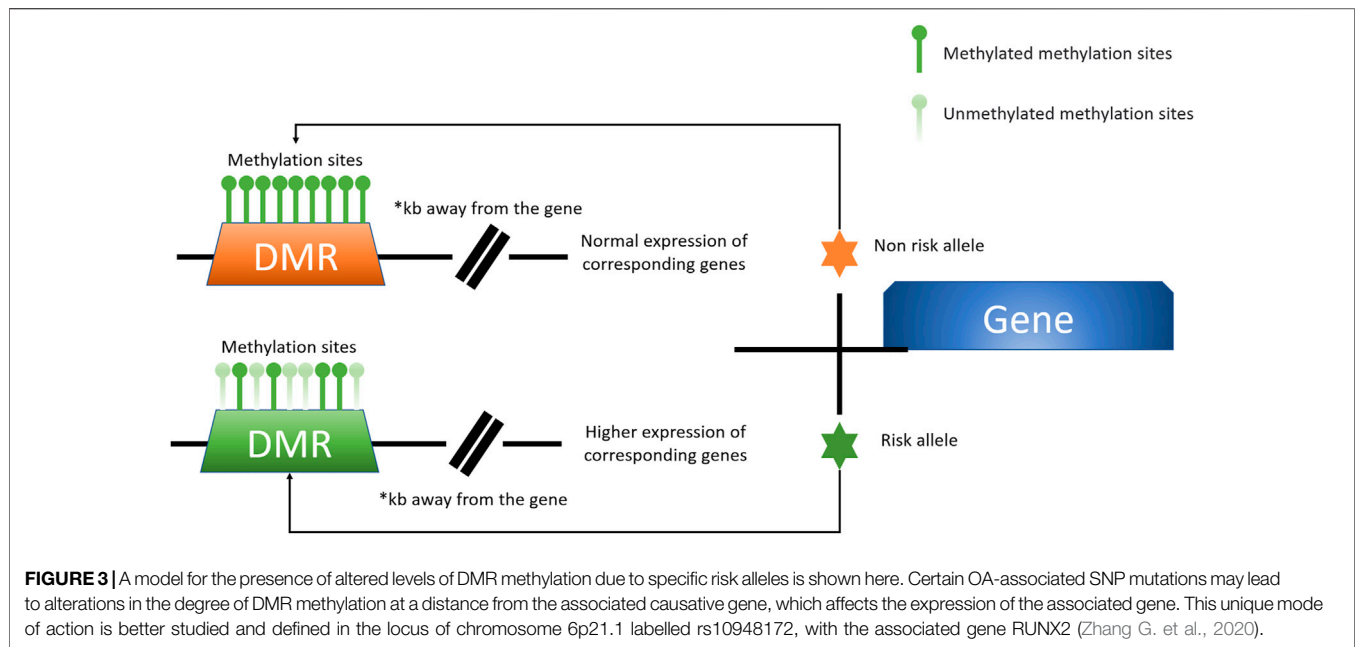 Methylated methylation sites
Unmethylated methylation sites
Methylation sites
*kb away from the gene
DMR
Normal expression of
corresponding genes
Non risk allele
Gene
Methylation sites
DMR
Higher expression of
corresponding genes
Risk allele
*kb away from the gene
FIGURE 3 | A model for the presence of altered levels of DMR methylation due to specific risk alleles is shown here. Certain OA-associated SNP mutations may lead
to alterations in the degree of DMR methylation at a distance from the associated causative gene, which affects the expression of the associated gene. This unique mode
of action is better studied and defined in the locus of chromosome 6p21.1 labelled rs10948172, with the associated gene RUNX2 (Zhang G. et al., 2020).